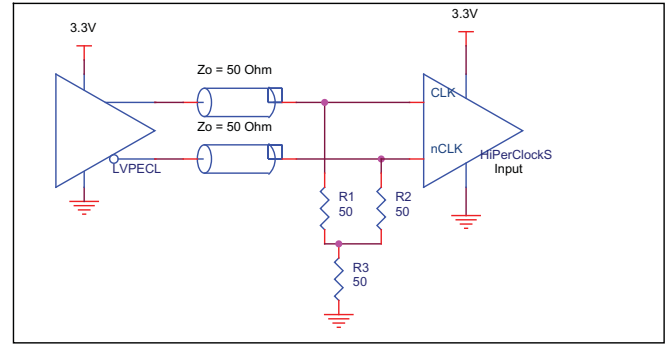 3.3V
3.3V
Zo = 50 Ohm
CLK
Zo = 50 Ohm
nCLK
LVPECL
HiPerClockS
Input
R1
50
R2
50
R3
50